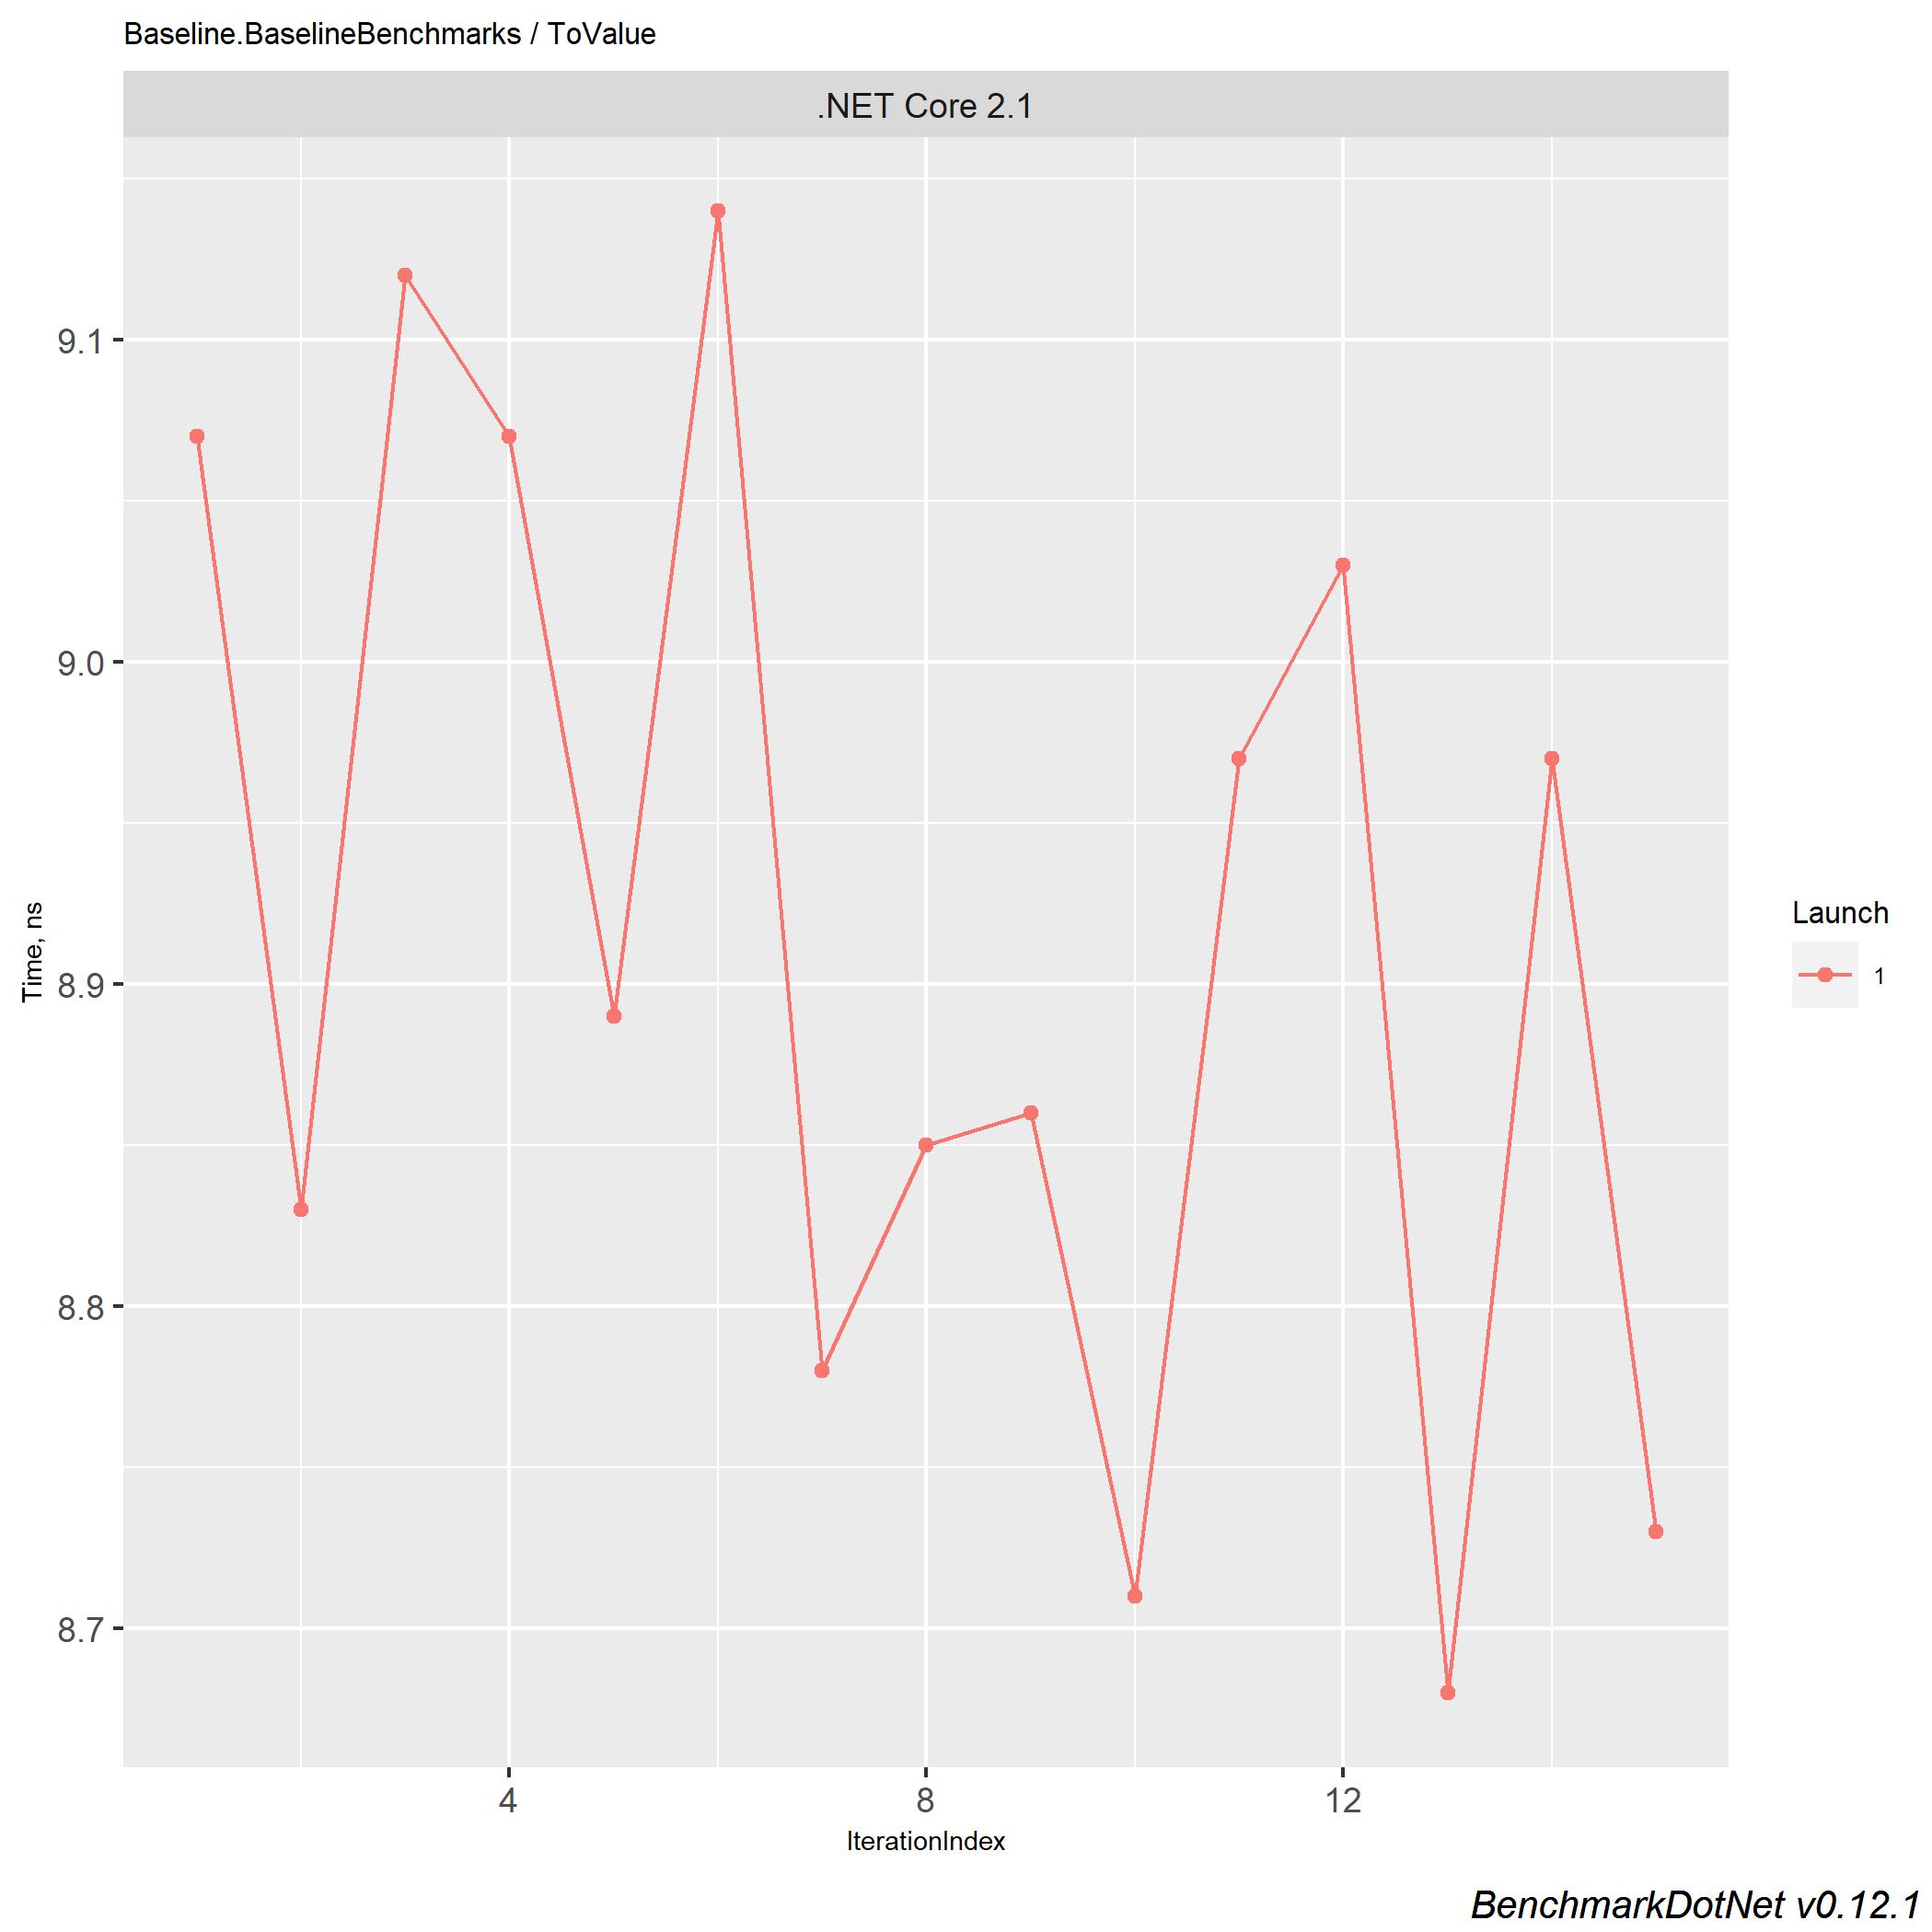 Baseline.BaselineBenchmarks / ToValue
.NET Core 2.1
9.1
9.0
8.9
8.8
8.7
Time, ns
4 8 12
IterationIndex
Launch
1
BenchmarkDotNet v0.12.1